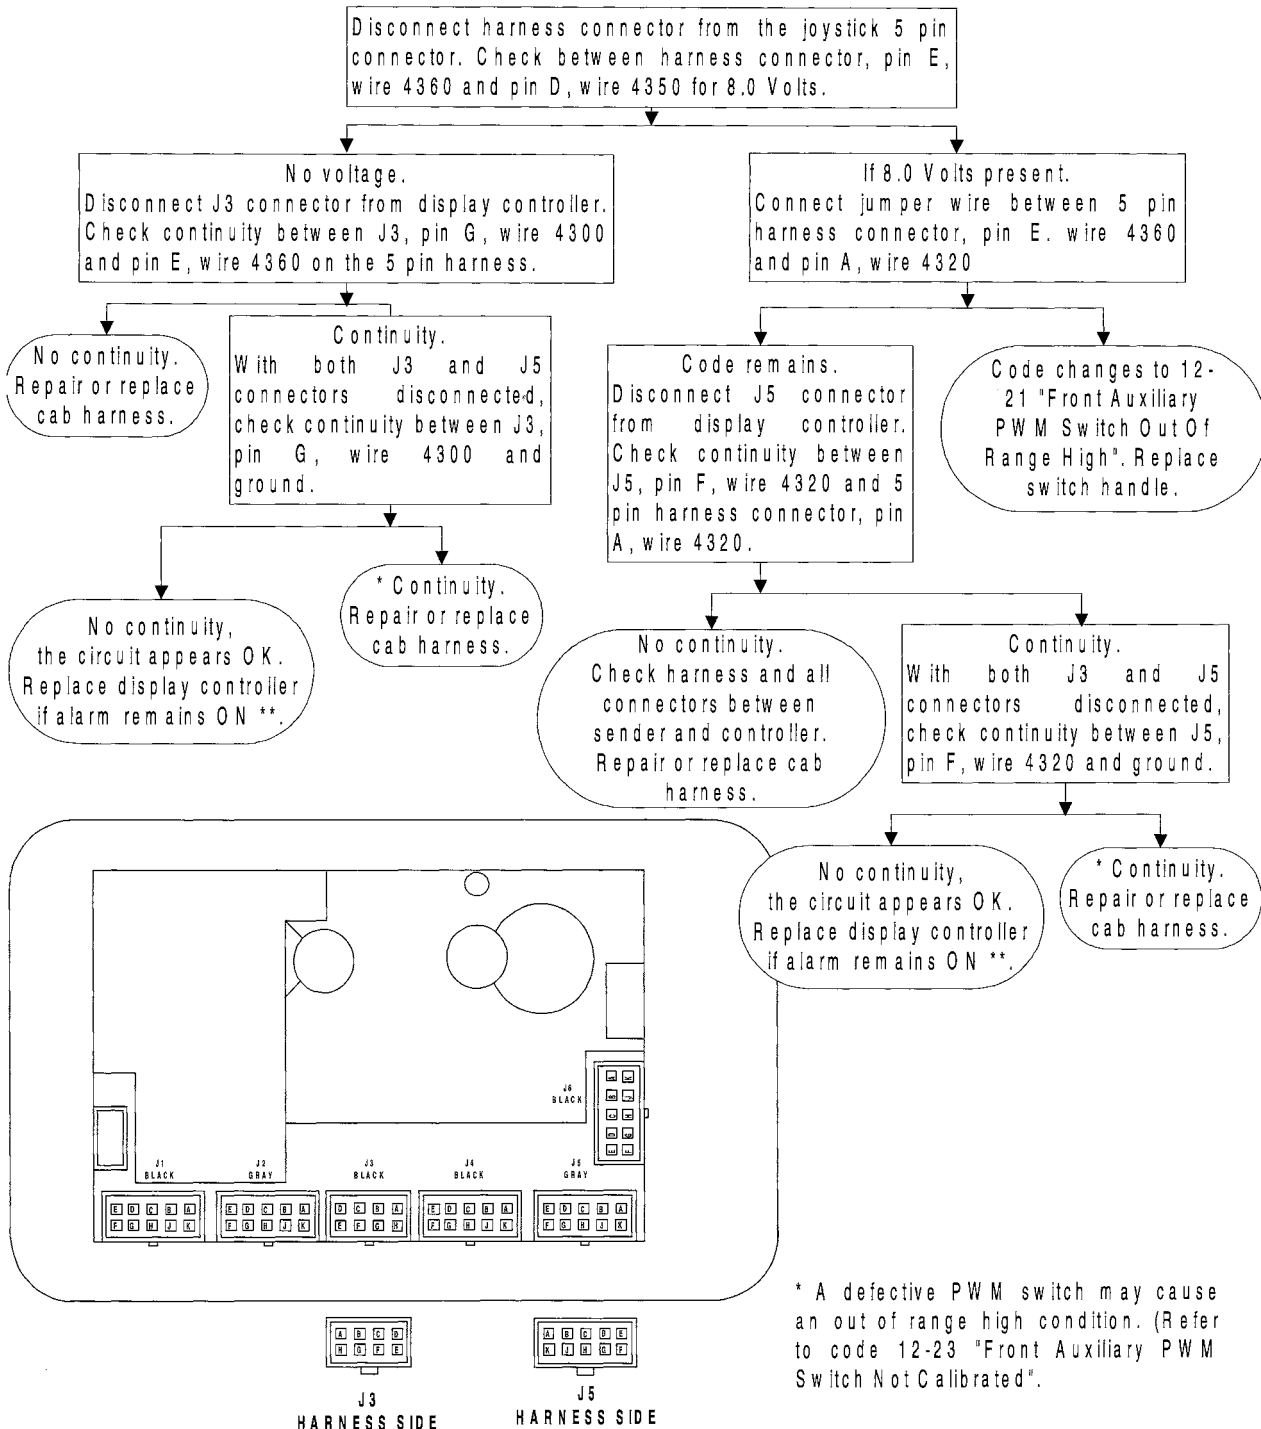 Disconnect harness connector from the joystick 5 pin
connector. Check between harness connector, pin E,
wire 4360 and pin D, wire 4350 for 8.0 Volts.
No voltage.
Disconnect J3 connector from display controller.
Check continuity between J3, pin G, wire 4300
and pin E, wire 4360 on the 5 pin harness.
If 8.0 Volts present.
Connect jumper wire between 5 pin
harness connector, pin E. wire 4360
and pin A, wire 4320
No continuity.
Repair or replace
cab harness.
Continuity.
With both J3 and J5
connectors disconnected,
check continuity between J3,
pin G, wire 4300 and
ground.
Code remains.
Disconnect J5 connector
from display controller.
Check continuity between
J5, pin F, wire 4320 and 5
pin harness connector, pin
A, wire 4320.
Code changes to 12-
21 "Front Auxiliary
PWM Switch Out Of
Range High". Replace
switch handle.
No continuity,
the circuit appears OK.
Replace display controller
if alarm remains ON **.
* Continuity.
Repair or replace
cab harness.
No continuity.
Check harness and all
connectors between
sender and controller.
Repair or replace cab
harness.
Continuity.
With both J3 and J5
connectors disconnected,
check continuity between J5,
pin F, wire 4320 and ground.
No continuity,
the circuit appears OK.
Replace display controller
if alarm remains ON **.
* Continuity.
Repair or replace
cab harness.
J6
BLACK
J1
BLACK
J2
GRAY
J3
BLACK
J4
BLACK
J5
GRAY
E D C B A
F G H J K
E D C B A
F G H J K
D C B A
E F G H
E D C B A
F G H J K
E D C B A
F G H J K
A B C D
H G F E
J3
HARNESS SIDE
A B C D E
K J H G F
J5
HARNESS SIDE
* A defective PWM switch may cause
an out of range high condition. (Refer
to code 12-23 "Front Auxiliary PWM
Switch Not Calibrated".